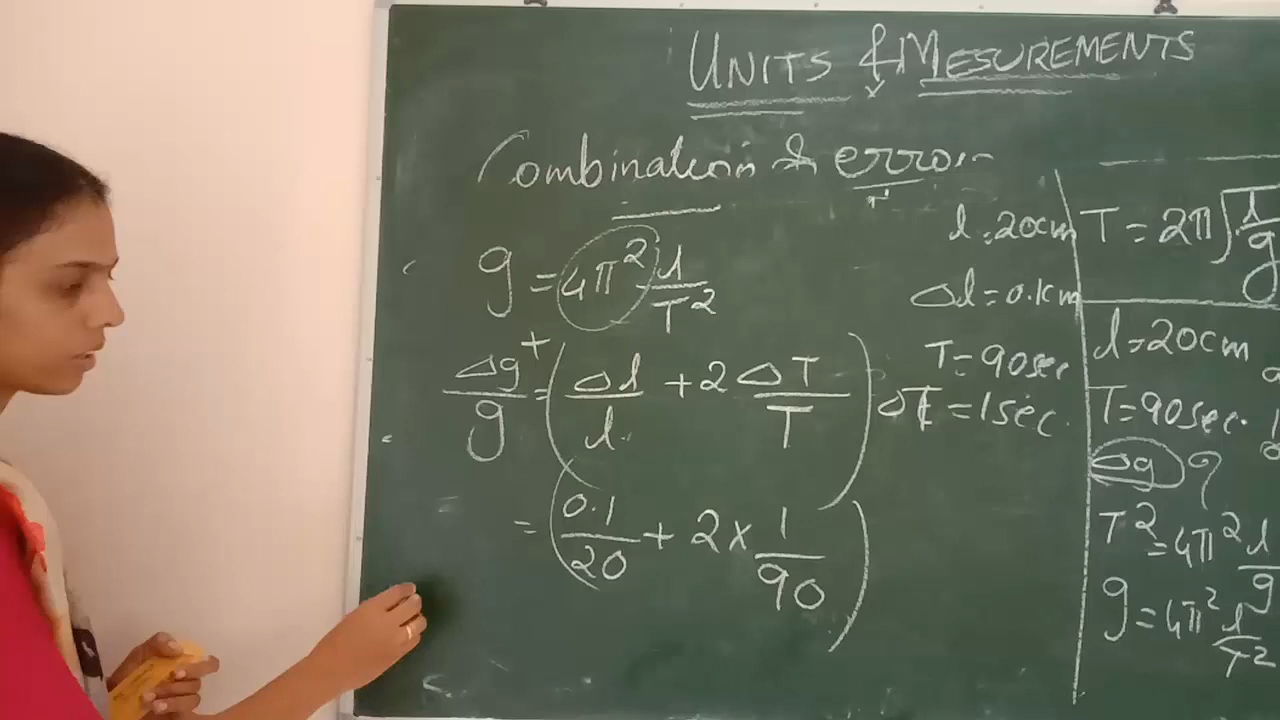 UNITS & MESUREMENTS
Combination of error
g = 4π² l/T²
Δg/g = ±(Δl/l + 2 ΔT/T)
= (0.1/20 + 2 × 1/90)
l = 20cm
Δl = 0.1cm
T = 90sec
ΔT = 1sec.
T = 2π√(l/g)
l = 20cm
T = 90sec.
Δg ?
T² = 4π² l/g
g = 4π² l/T²